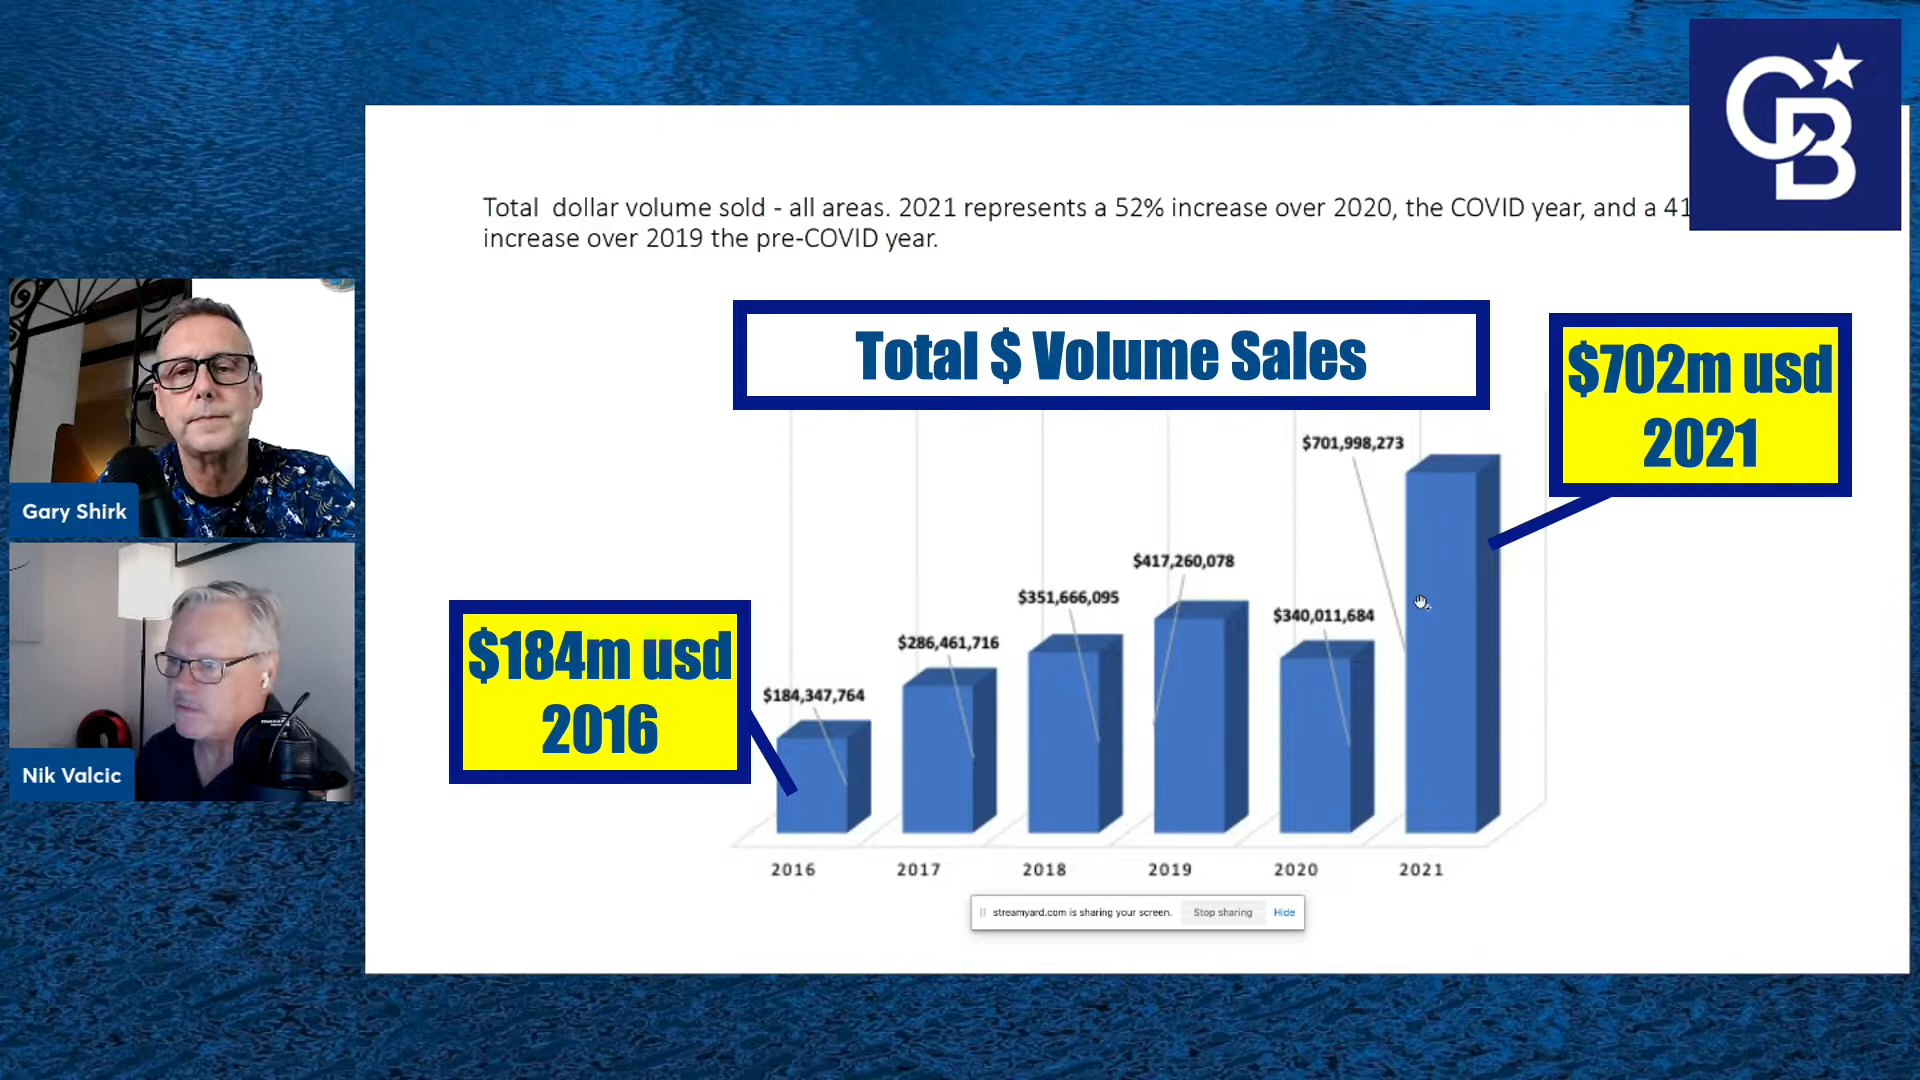 CB
Total dollar volume sold - all areas. 2021 represents a 52% increase over 2020, the COVID year, and a 41
increase over 2019 the pre-COVID year.
Total $ Volume Sales
$702m usd
2021
$701,998,273
$417,260,078
$351,666,095
$340,011,684
$286,461,716
$184,347,764
$184m usd
2016
Gary Shirk
Nik Valcic
2016 2017 2018 2019 2020 2021
streamyard.com is sharing your screen. Stop sharing Hide